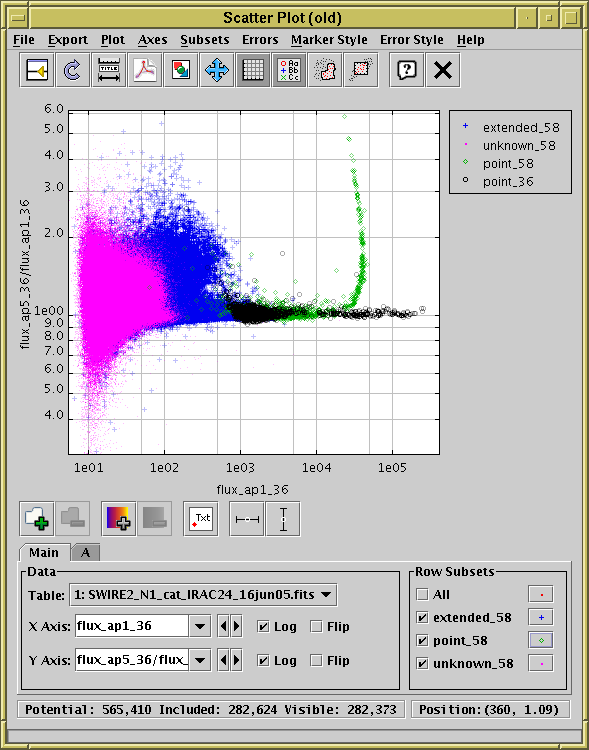 Scatter Plot (old)
File Export Plot Axes Subsets Errors Marker Style Error Style Help
TITLE
Aa
Bb
Cc
?
6.0
5.0
4.0
3.0
2.0
1e00
9.0
8.0
7.0
6.0
5.0
4.0
flux_ap5_36/flux_ap1_36
1e01 1e02 1e03 1e04 1e05
flux_ap1_36
extended_58
unknown_58
point_58
point_36
Txt
Main A
Data
Table: 1: SWIRE2_N1_cat_IRAC24_16jun05.fits
X Axis: flux_ap1_36 Log Flip
Y Axis: flux_ap5_36/flux_ Log Flip
Row Subsets
All
extended_58
point_58
unknown_58
Potential: 565,410 Included: 282,624 Visible: 282,373
Position:(360, 1.09)